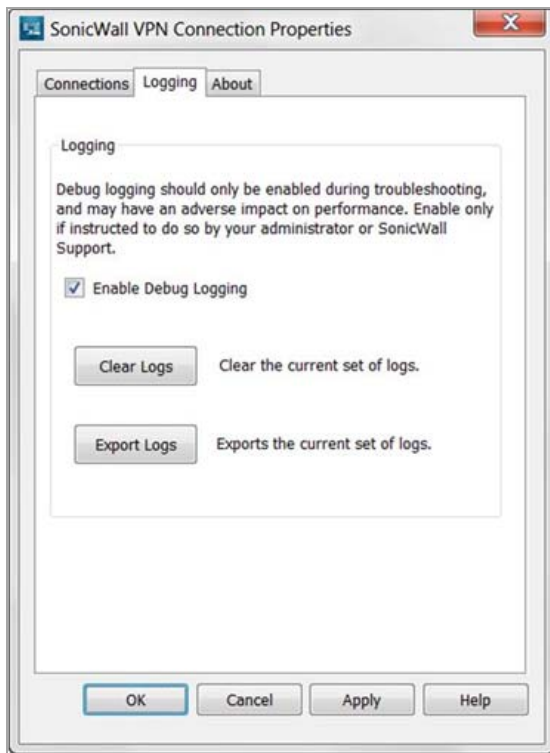 SonicWall VPN Connection Properties
Connections Logging About
Logging
Debug logging should only be enabled during troubleshooting,
and may have an adverse impact on performance. Enable only
if instructed to do so by your administrator or SonicWall
Support.
Enable Debug Logging
Clear Logs Clear the current set of logs.
Export Logs Exports the current set of logs.
OK Cancel Apply Help